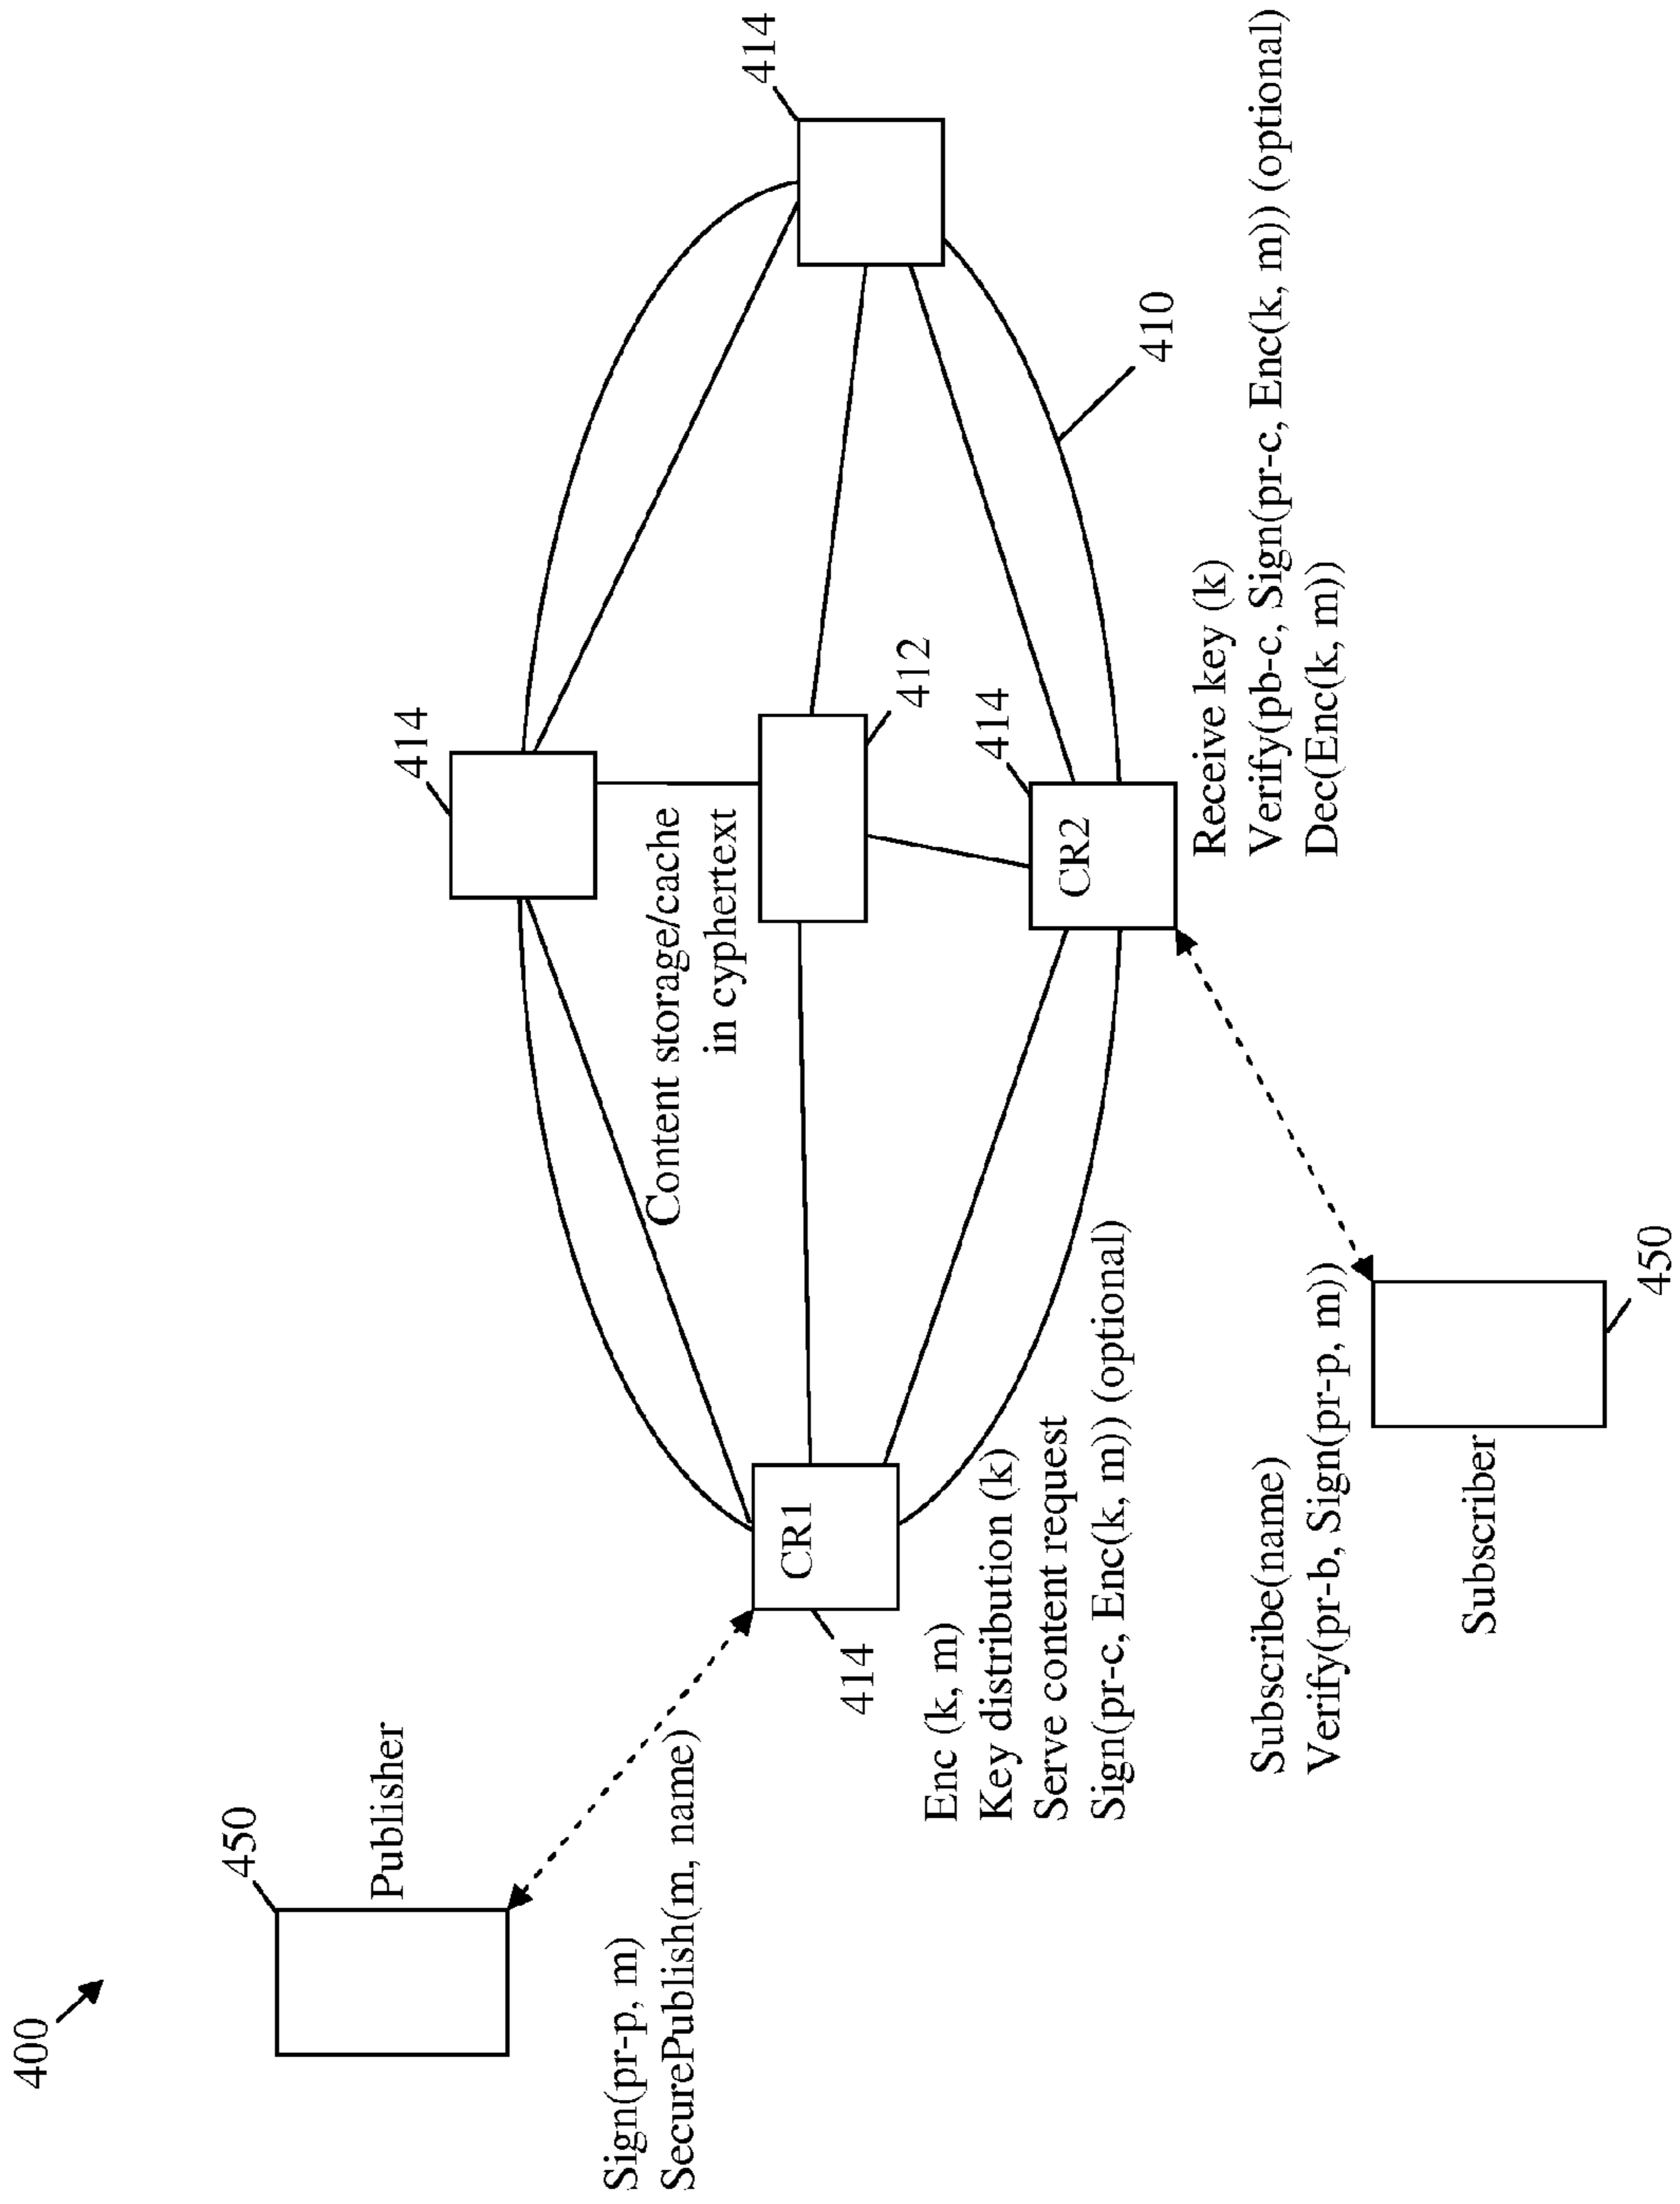 400
450
Publisher
Sign(pr-p, m)
SecurePublish(m, name)
414
CR1
Enc (k, m)
Key distribution (k)
Serve content request
Sign(pr-c, Enc(k, m)) (optional)
414
Content storage/cache
in cyphertext
412
414
CR2
414
410
Receive key (k)
Verify(pb-c, Sign(pr-c, Enc(k, m)) (optional)
Dec(Enc(k, m))
Subscribe(name)
Verify(pr-b, Sign(pr-p, m))
Subscriber
450